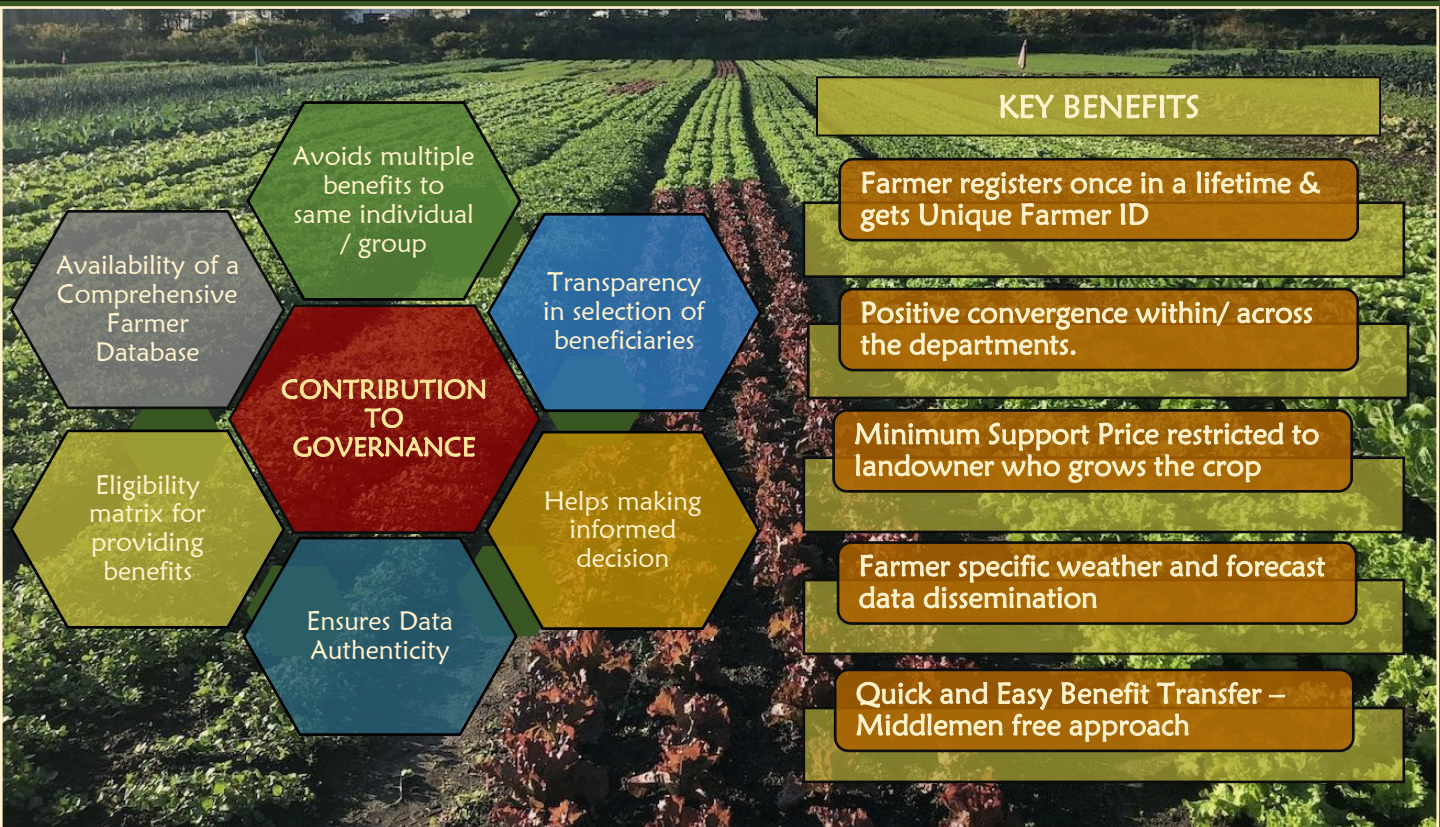 Avoids multiple
benefits to
same individual
/ group
Availability of a
Comprehensive
Farmer
Database
Transparency
in selection of
beneficiaries
CONTRIBUTION
TO
GOVERNANCE
Eligibility
matrix for
providing
benefits
Helps making
informed
decision
Ensures Data
Authenticity
KEY BENEFITS
Farmer registers once in a lifetime &
gets Unique Farmer ID
Positive convergence within/ across
the departments.
Minimum Support Price restricted to
landowner who grows the crop
Farmer specific weather and forecast
data dissemination
Quick and Easy Benefit Transfer –
Middlemen free approach